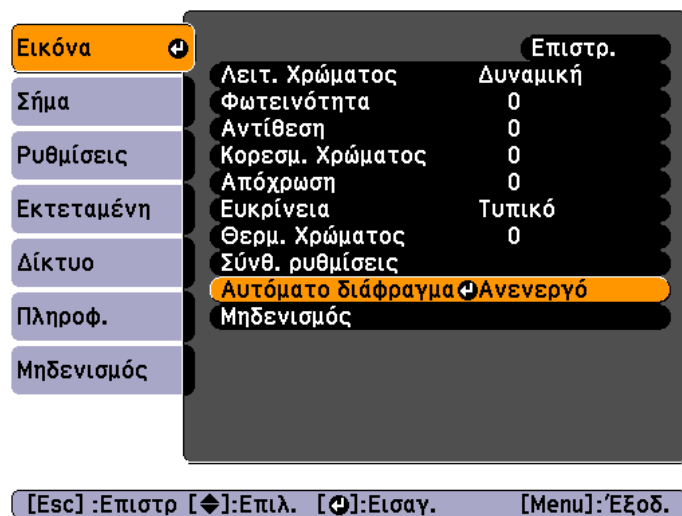 Εικόνα
Σήμα
Ρυθμίσεις
Εκτεταμένη
Δίκτυο
Πληροφ.
Μηδενισμός
Επιστρ.
Λειτ. Χρώματος Δυναμική
Φωτεινότητα 0
Αντίθεση 0
Κορεσμ. Χρώματος 0
Απόχρωση 0
Ευκρίνεια Τυπικό
Θερμ. Χρώματος 0
Σύνθ. ρυθμίσεις
Αυτόματο διάφραγμα Ανενεργό
Μηδενισμός
[Esc] :Επιστρ [◆]:Επιλ. [↵]:Εισαγ. [Menu]:Έξοδ.